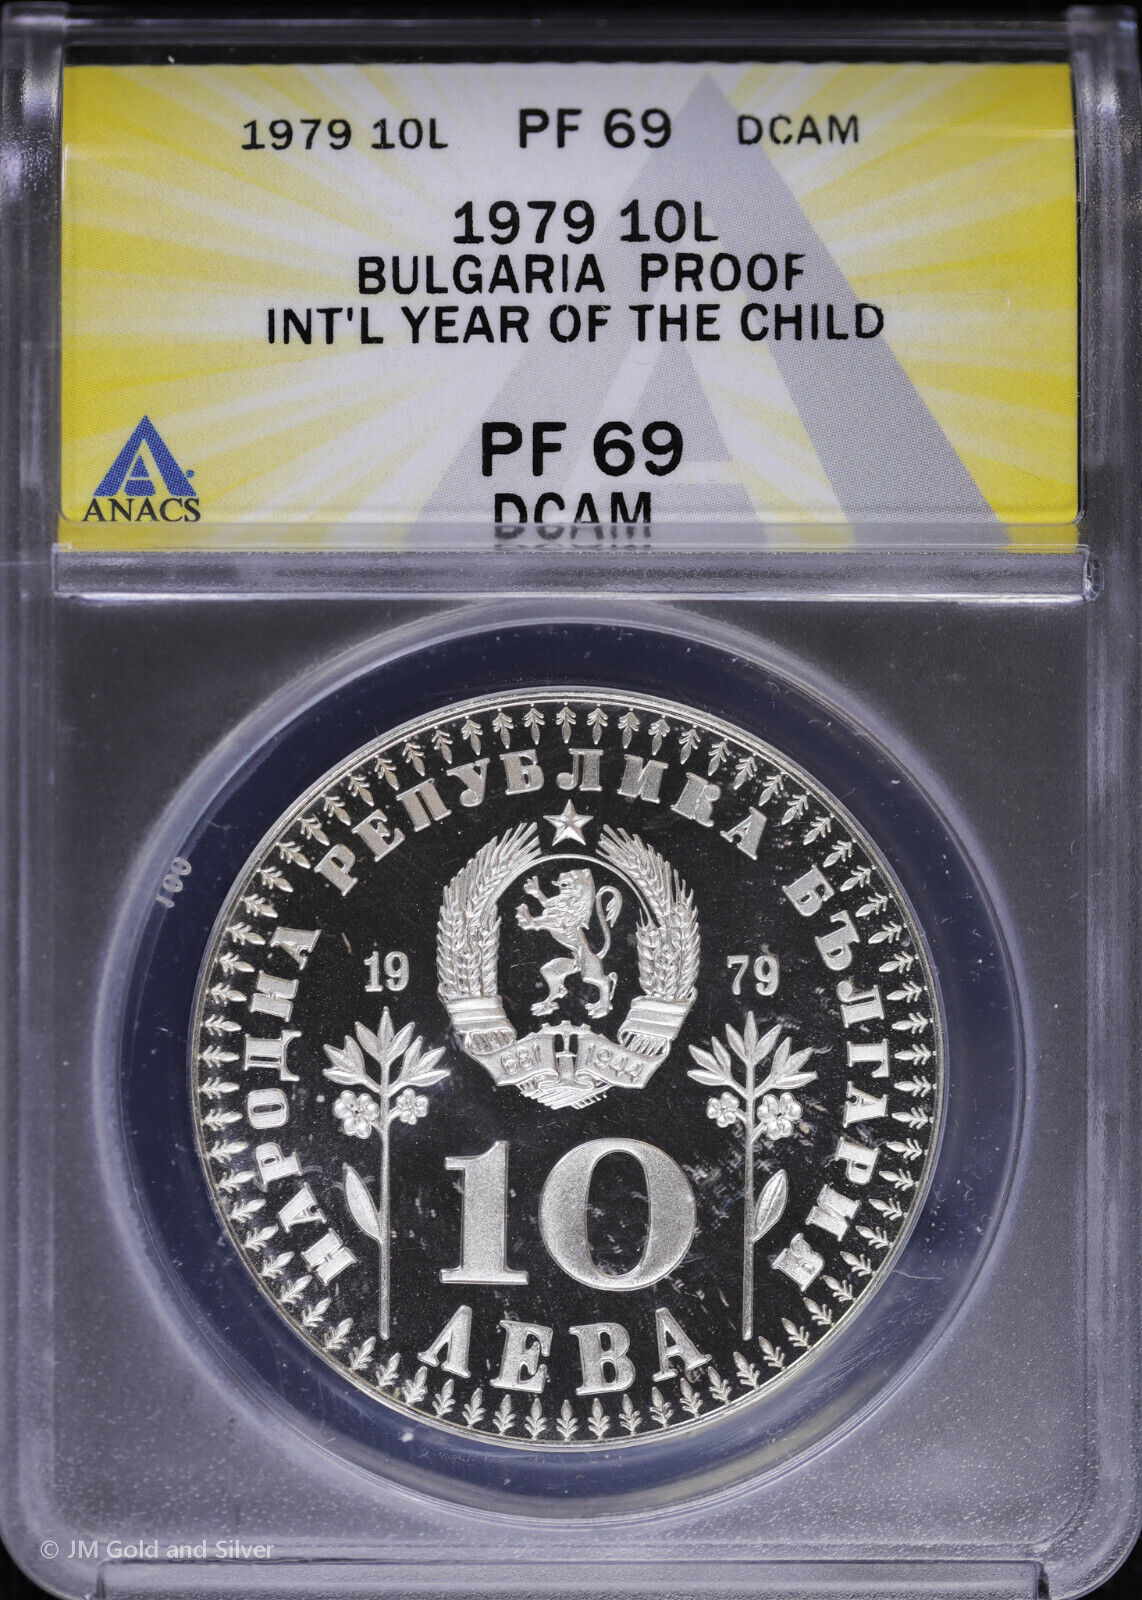 1979 10L PF 69 DCAM
1979 10L
BULGARIA PROOF
INT'L YEAR OF THE CHILD
PF 69
DCAM
ANACS
100
НАРОДНА РЕПУБЛИКА БЪЛГАРИЯ
19 79
681 1944
10
ЛЕВА
© JM Gold and Silver